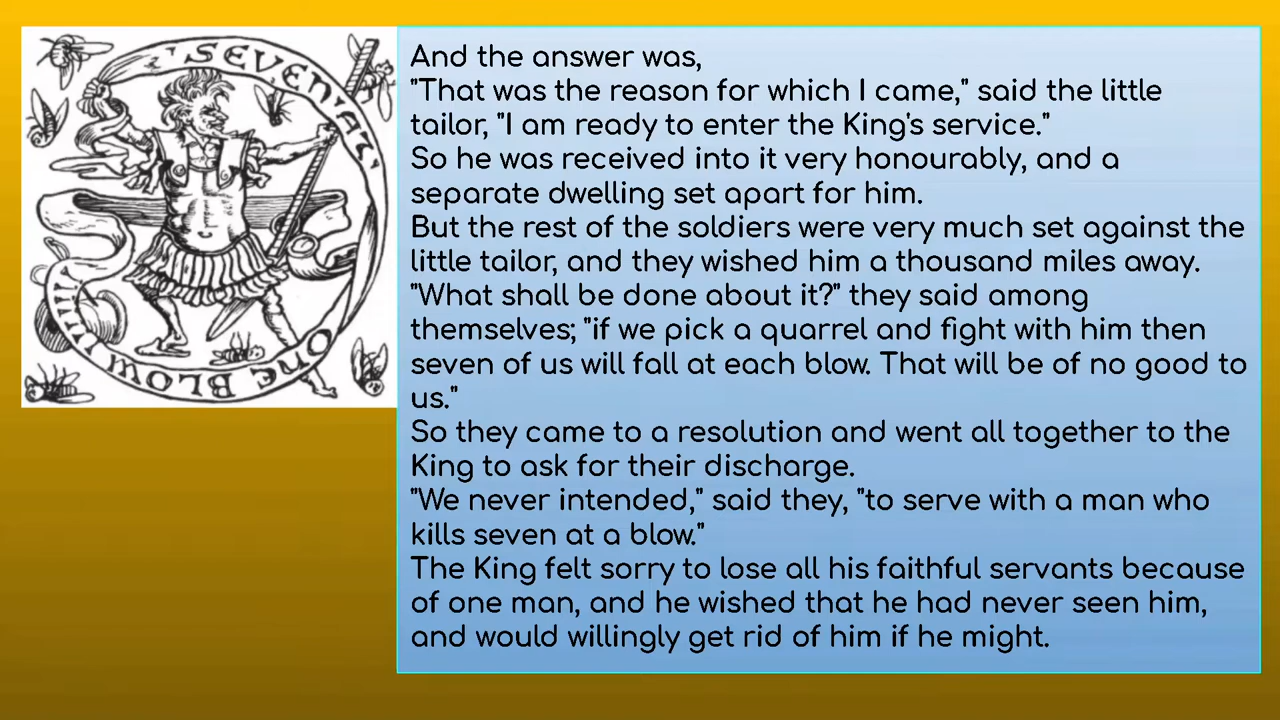 SEVEN AT
ONE BLOW
And the answer was,
"That was the reason for which I came," said the little
tailor, "I am ready to enter the King's service."
So he was received into it very honourably, and a
separate dwelling set apart for him.
But the rest of the soldiers were very much set against the
little tailor, and they wished him a thousand miles away.
"What shall be done about it?" they said among
themselves; "if we pick a quarrel and fight with him then
seven of us will fall at each blow. That will be of no good to
us."
So they came to a resolution and went all together to the
King to ask for their discharge.
"We never intended," said they, "to serve with a man who
kills seven at a blow."
The King felt sorry to lose all his faithful servants because
of one man, and he wished that he had never seen him,
and would willingly get rid of him if he might.